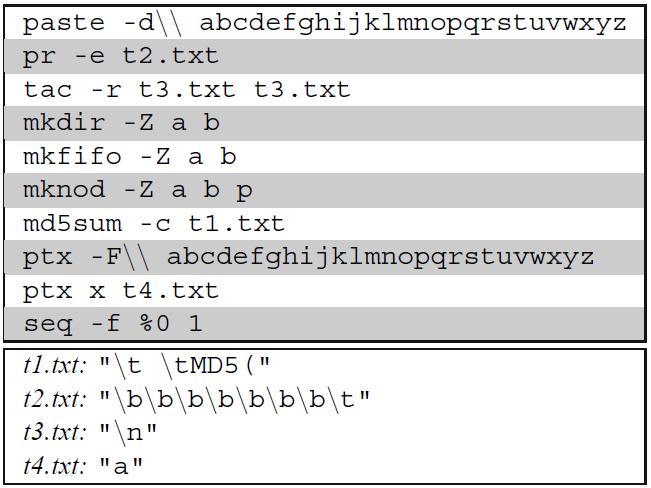 paste -d\\ abcdefghijklmnopqrstuvwxyz
pr -e t2.txt
tac -r t3.txt t3.txt
mkdir -Z a b
mkfifo -Z a b
mknod -Z a b p
md5sum -c t1.txt
ptx -F\\ abcdefghijklmnopqrstuvwxyz
ptx x t4.txt
seq -f %0 1
t1.txt: "\t \tMD5("
t2.txt: "\b\b\b\b\b\b\b\t"
t3.txt: "\n"
t4.txt: "a"